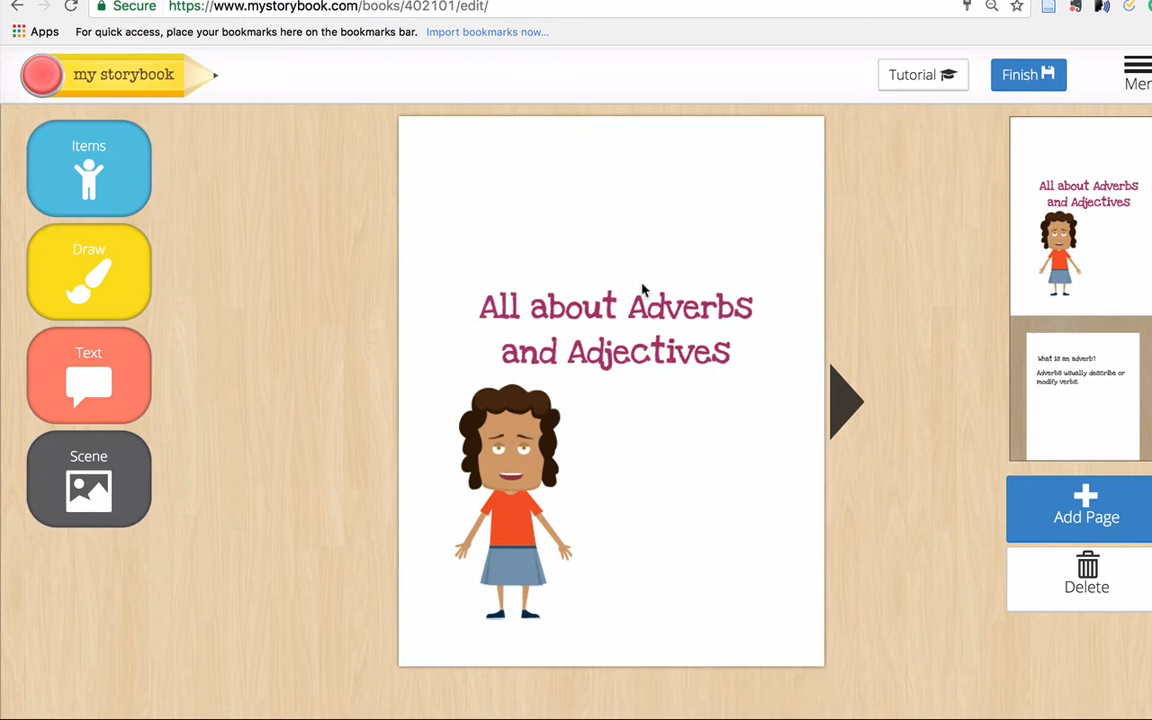 Secure
https://www.mystorybook.com/books/402101/edit/
Apps
For quick access, place your bookmarks here on the bookmarks bar.
Import bookmarks now...
my storybook
Tutorial
Finish
Items
Draw
Text
Scene
All about Adverbs
and Adjectives
All about Adverbs
and Adjectives
What is an adverb?
Adverbs usually describe or
modify verbs.
Add Page
Delete